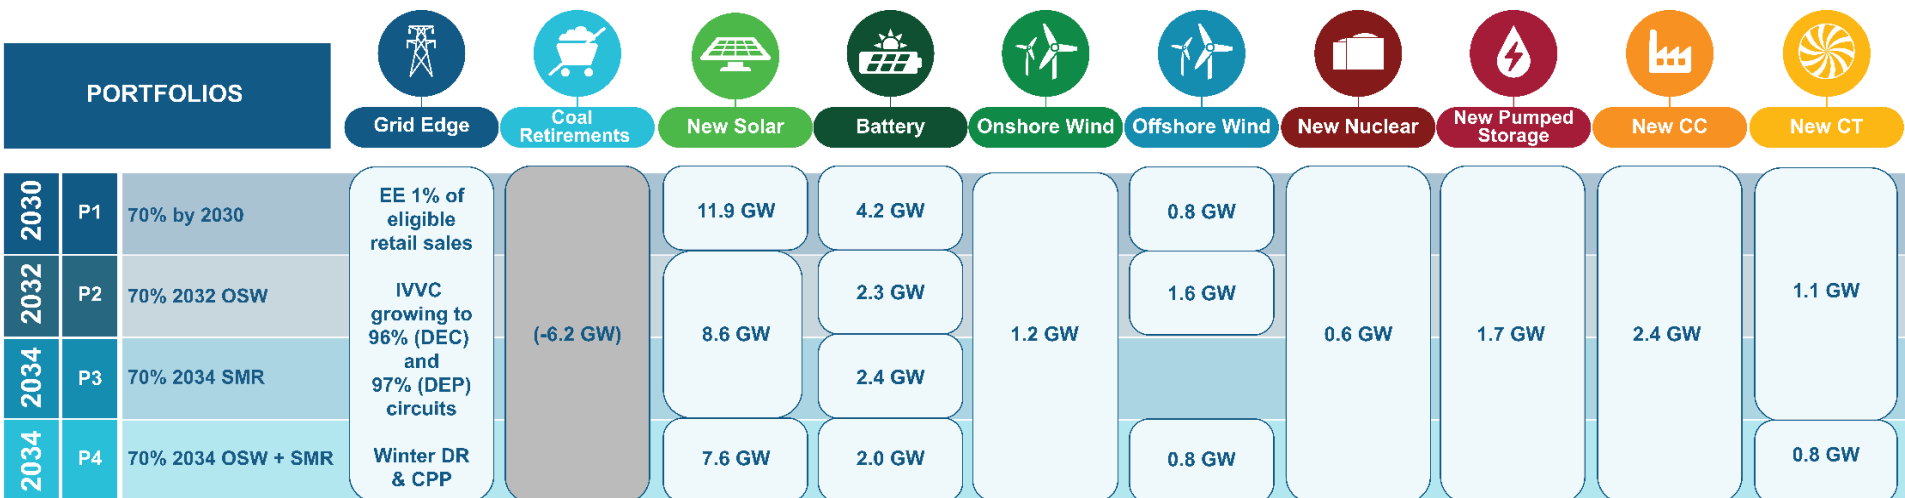 PORTFOLIOS
Grid Edge
Coal
Retirements
New Solar
Battery
Onshore Wind
Offshore Wind
New Nuclear
New Pumped
Storage
New CC
New CT
2030
P1
70% by 2030
2032
P2
70% 2032 OSW
2034
P3
70% 2034 SMR
2034
P4
70% 2034 OSW + SMR
EE 1% of
eligible
retail sales
IVVC
growing to
96% (DEC)
and
97% (DEP)
circuits
Winter DR
& CPP
(-6.2 GW)
11.9 GW
8.6 GW
7.6 GW
4.2 GW
2.3 GW
2.4 GW
2.0 GW
1.2 GW
0.8 GW
1.6 GW
0.8 GW
0.6 GW
1.7 GW
2.4 GW
1.1 GW
0.8 GW